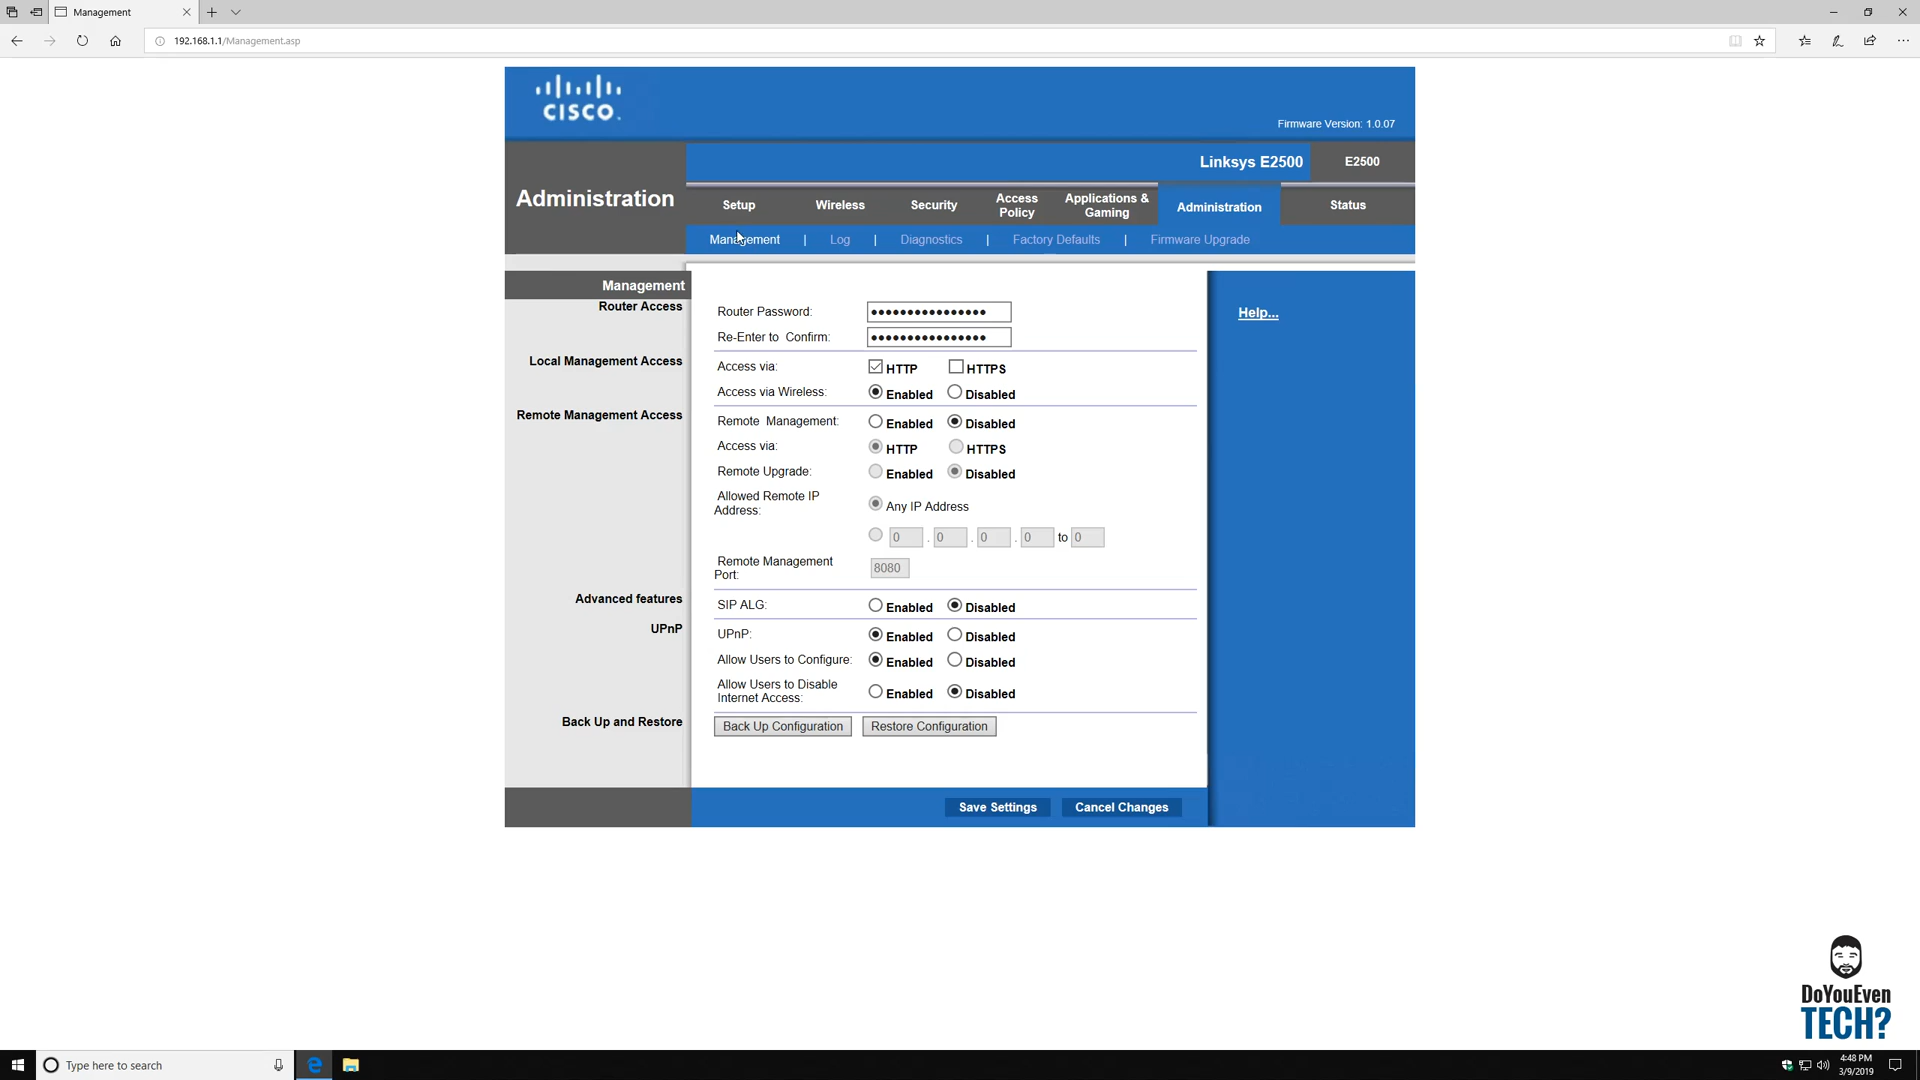 Management
192.168.1.1/Management.asp
CISCO
Firmware Version: 1.0.07
Linksys E2500
E2500
Administration
Setup
Wireless
Security
Access
Policy
Applications &
Gaming
Administration
Status
Management | Log | Diagnostics | Factory Defaults | Firmware Upgrade
Management
Router Access
Router Password:
Re-Enter to Confirm:
Local Management Access
Access via: HTTP HTTPS
Access via Wireless: Enabled Disabled
Remote Management Access
Remote Management: Enabled Disabled
Access via: HTTP HTTPS
Remote Upgrade: Enabled Disabled
Allowed Remote IP
Address:
Any IP Address
0 . 0 . 0 . 0 to 0
Remote Management
Port:
8080
Advanced features
SIP ALG: Enabled Disabled
UPnP
UPnP: Enabled Disabled
Allow Users to Configure: Enabled Disabled
Allow Users to Disable
Internet Access:
Enabled Disabled
Back Up and Restore
Back Up Configuration Restore Configuration
Help...
Save Settings Cancel Changes
DoYouEven
TECH?
Type here to search
4:48 PM
3/9/2019